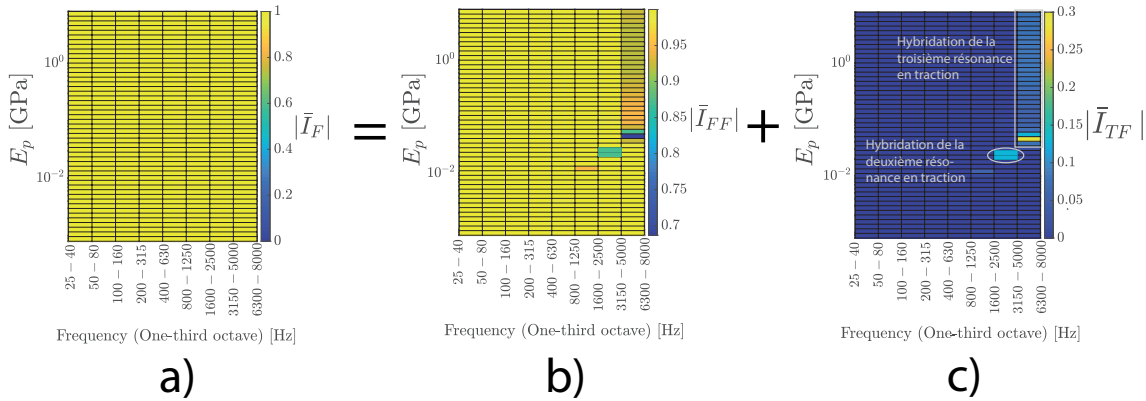 1
0.8
0.6
0.4
0.2
0
10⁰
10⁻²
E_p [GPa]
|Ī_F|
25 − 40
50 − 80
100 − 160
200 − 315
400 − 630
800 − 1250
1600 − 2500
3150 − 5000
6300 − 8000
Frequency (One-third octave) [Hz]
a)
=
0.95
0.9
0.85
0.8
0.75
0.7
10⁰
10⁻²
E_p [GPa]
|Ī_FF|
25 − 40
50 − 80
100 − 160
200 − 315
400 − 630
800 − 1250
1600 − 2500
3150 − 5000
6300 − 8000
Frequency (One-third octave) [Hz]
b)
+
0.3
0.25
0.2
0.15
0.1
0.05
0
10⁰
10⁻²
E_p [GPa]
|Ī_TF|
Hybridation de la
troisième résonance
en traction
Hybridation de la
deuxième réso-
nance en traction
25 − 40
50 − 80
100 − 160
200 − 315
400 − 630
800 − 1250
1600 − 2500
3150 − 5000
6300 − 8000
Frequency (One-third octave) [Hz]
c)